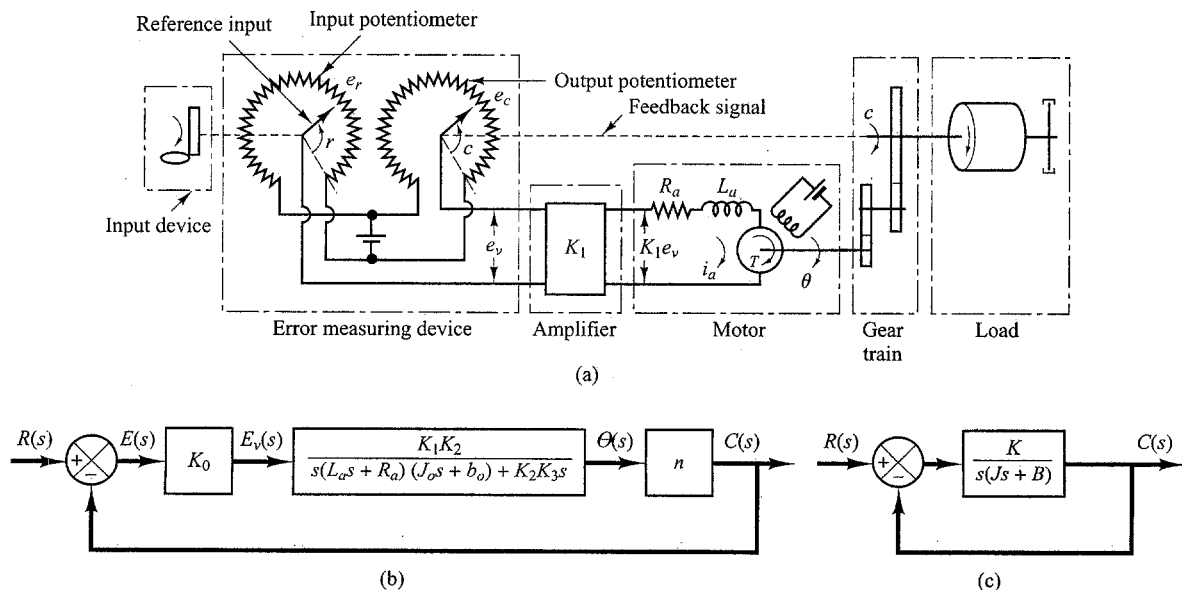 Reference input
Input potentiometer
e_r
Output potentiometer
e_c
Feedback signal
r
c
c
Input device
e_v
K_1
K_1e_v
R_a
L_a
i_a
T
θ
Error measuring device
Amplifier
Motor
Gear
train
Load
(a)
R(s)
+
−
E(s)
K_0
E_v(s)
K_1K_2
s(L_as + R_a) (J_os + b_o) + K_2K_3s
Θ(s)
n
C(s)
(b)
R(s)
+
−
K
s(Js + B)
C(s)
(c)